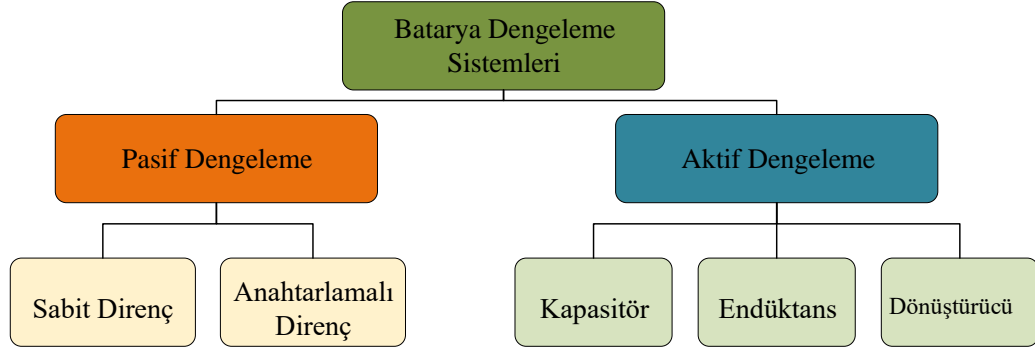 Batarya Dengeleme
Sistemleri
Pasif Dengeleme
Aktif Dengeleme
Sabit Direnç
Anahtarlamalı
Direnç
Kapasitör
Endüktans
Dönüştürücü